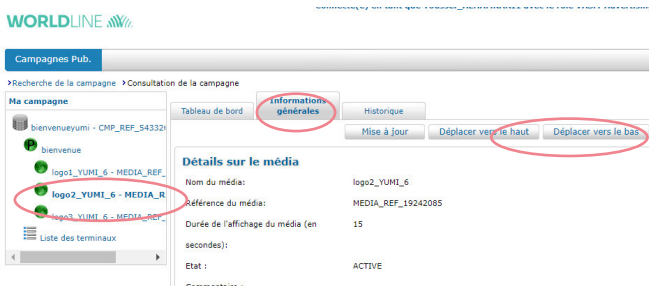 WORLDLINE
Campagnes Pub.
>Recherche de la campagne >Consultation de la campagne
Ma campagne
bienvenueyumi - CMP_REF_54332
bienvenue
logo1_YUMI_6 - MEDIA_REF_
logo2_YUMI_6 - MEDIA_R
logo3_YUMI_6 - MEDIA_REF_
Liste des terminaux
Tableau de bord
Informations générales
Historique
Mise à jour
Déplacer vers le haut
Déplacer vers le bas
Détails sur le média
Nom du média: logo2_YUMI_6
Référence du média: MEDIA_REF_19242085
Durée de l'affichage du média (en 15
secondes):
Etat : ACTIVE
Commentaire :